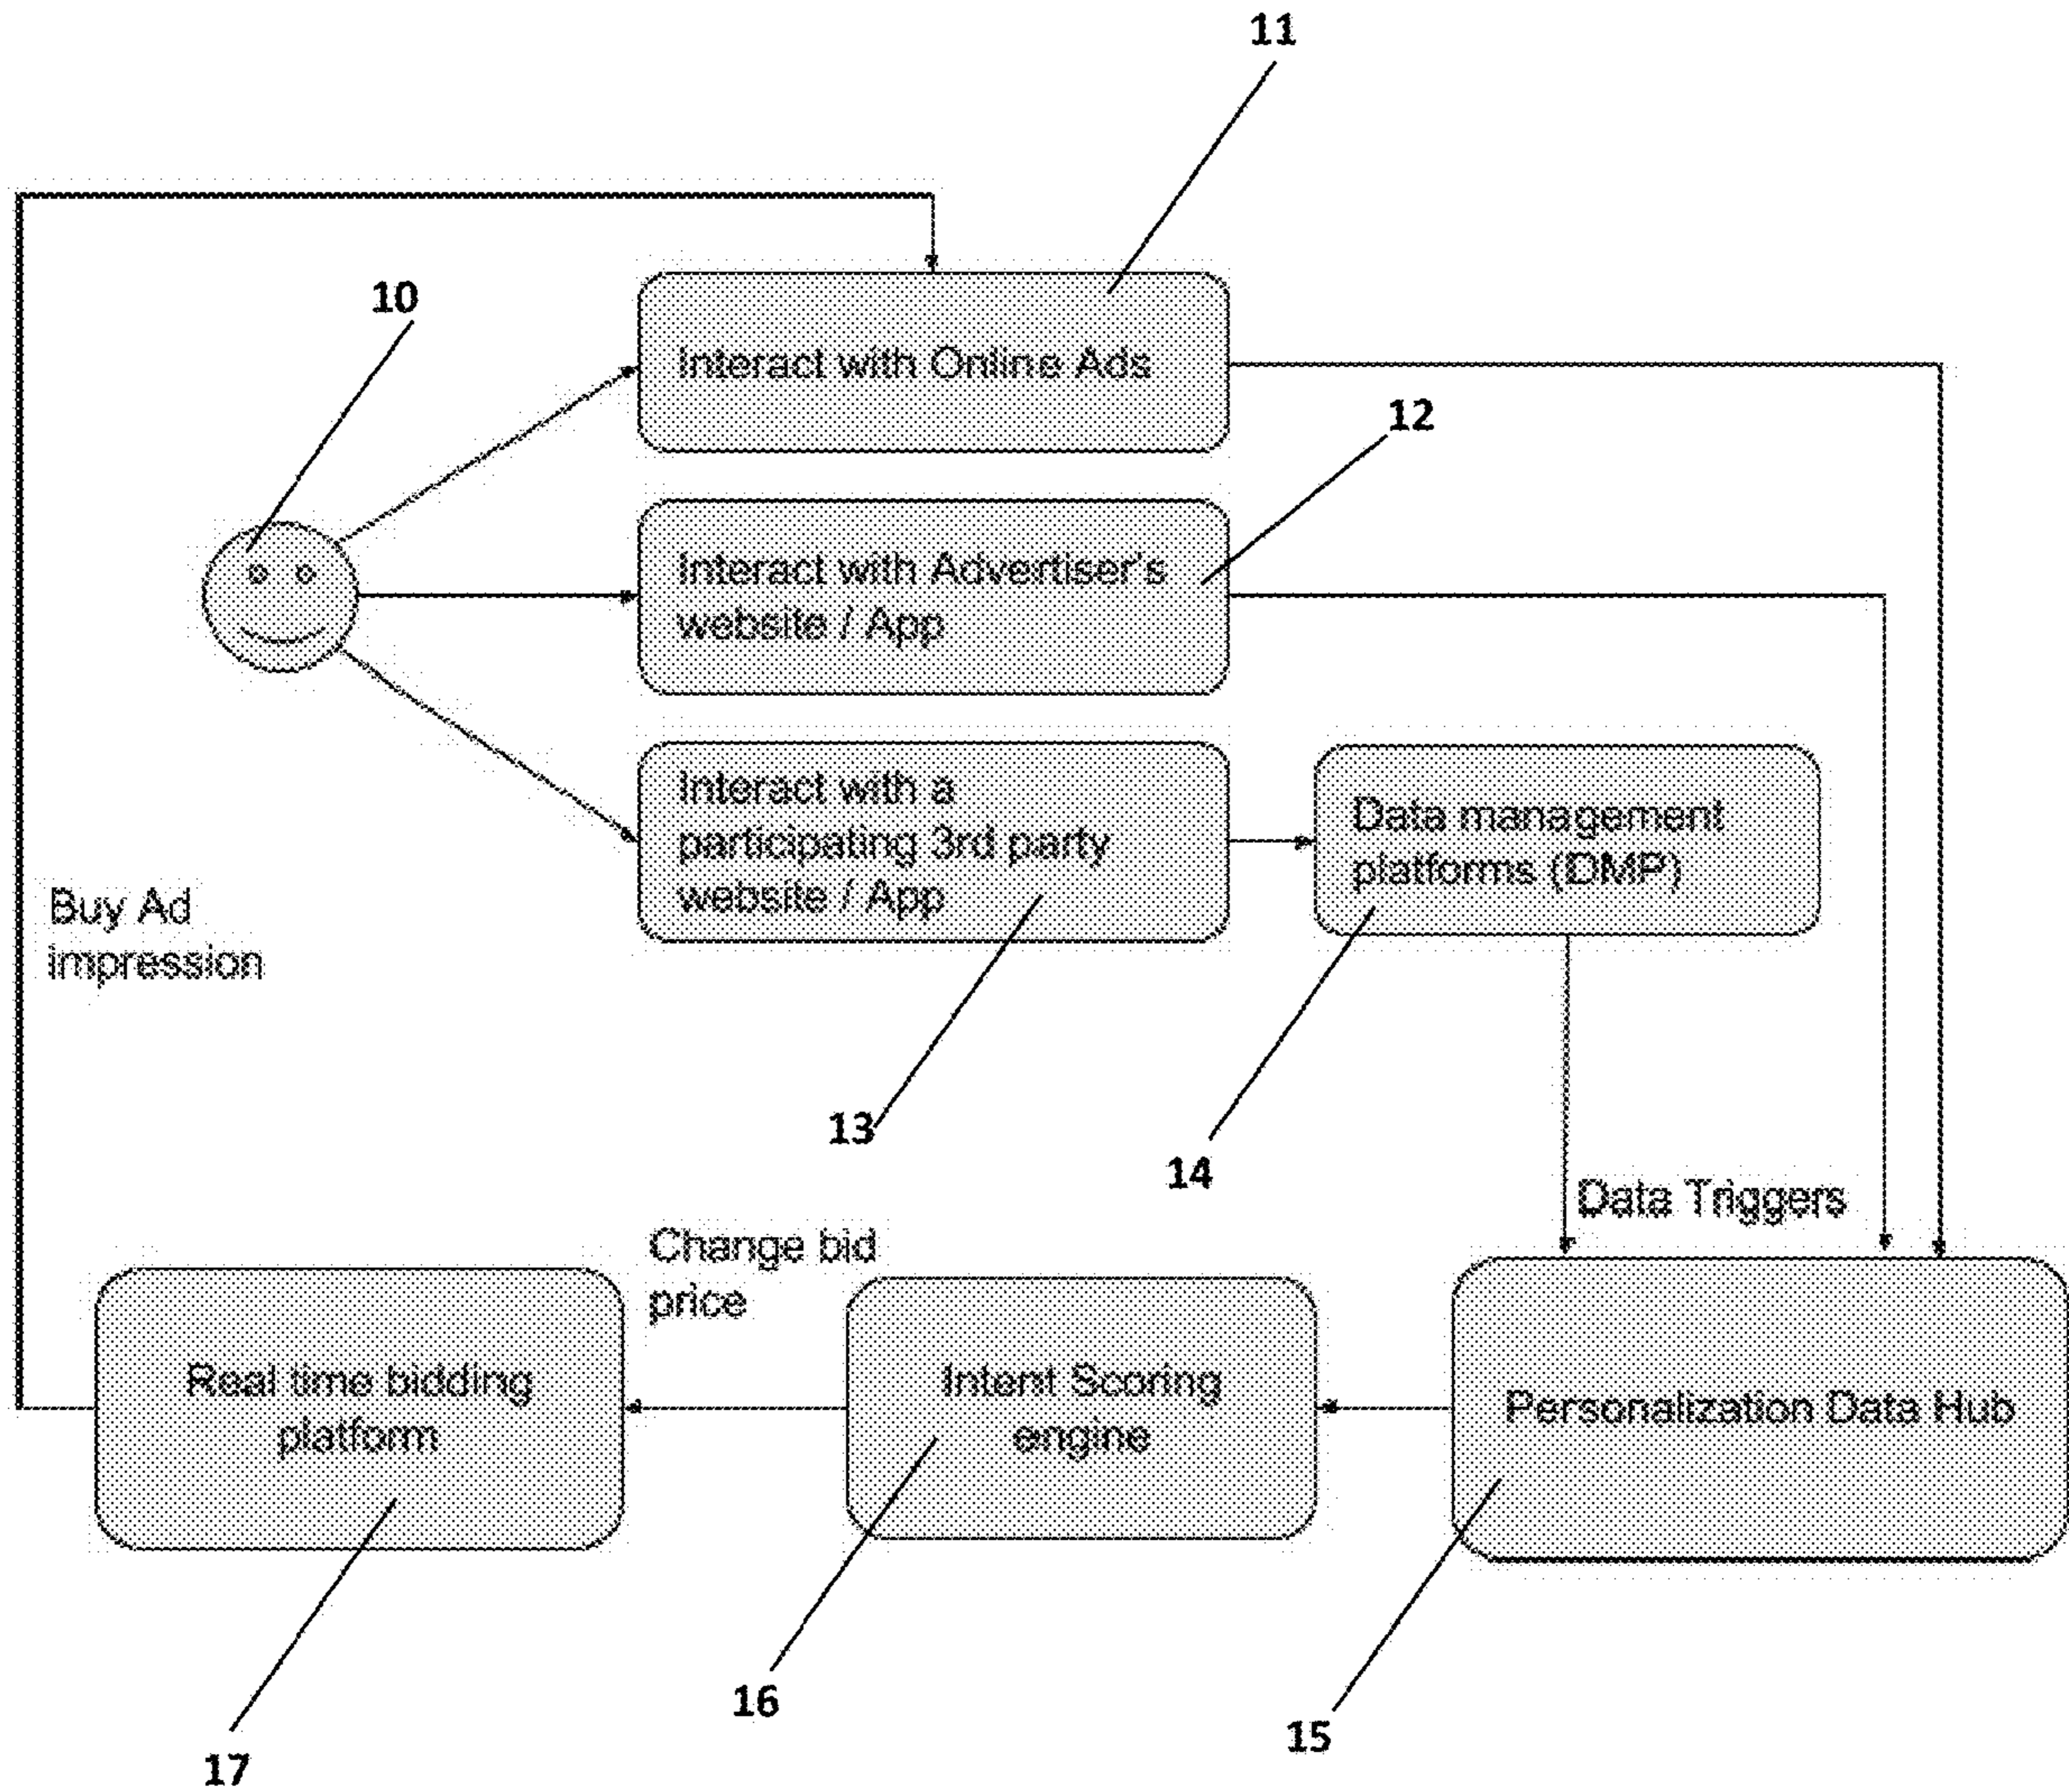 11
10
Interact with Online Ads
12
Interact with Advertiser's
website / App
Interact with a
participating 3rd party
website / App
Data management
platforms (DMP)
Buy Ad
impression
13
14
Data Triggers
Change bid
price
Real time bidding
platform
Intent Scoring
engine
Personalization Data Hub
16
15
17